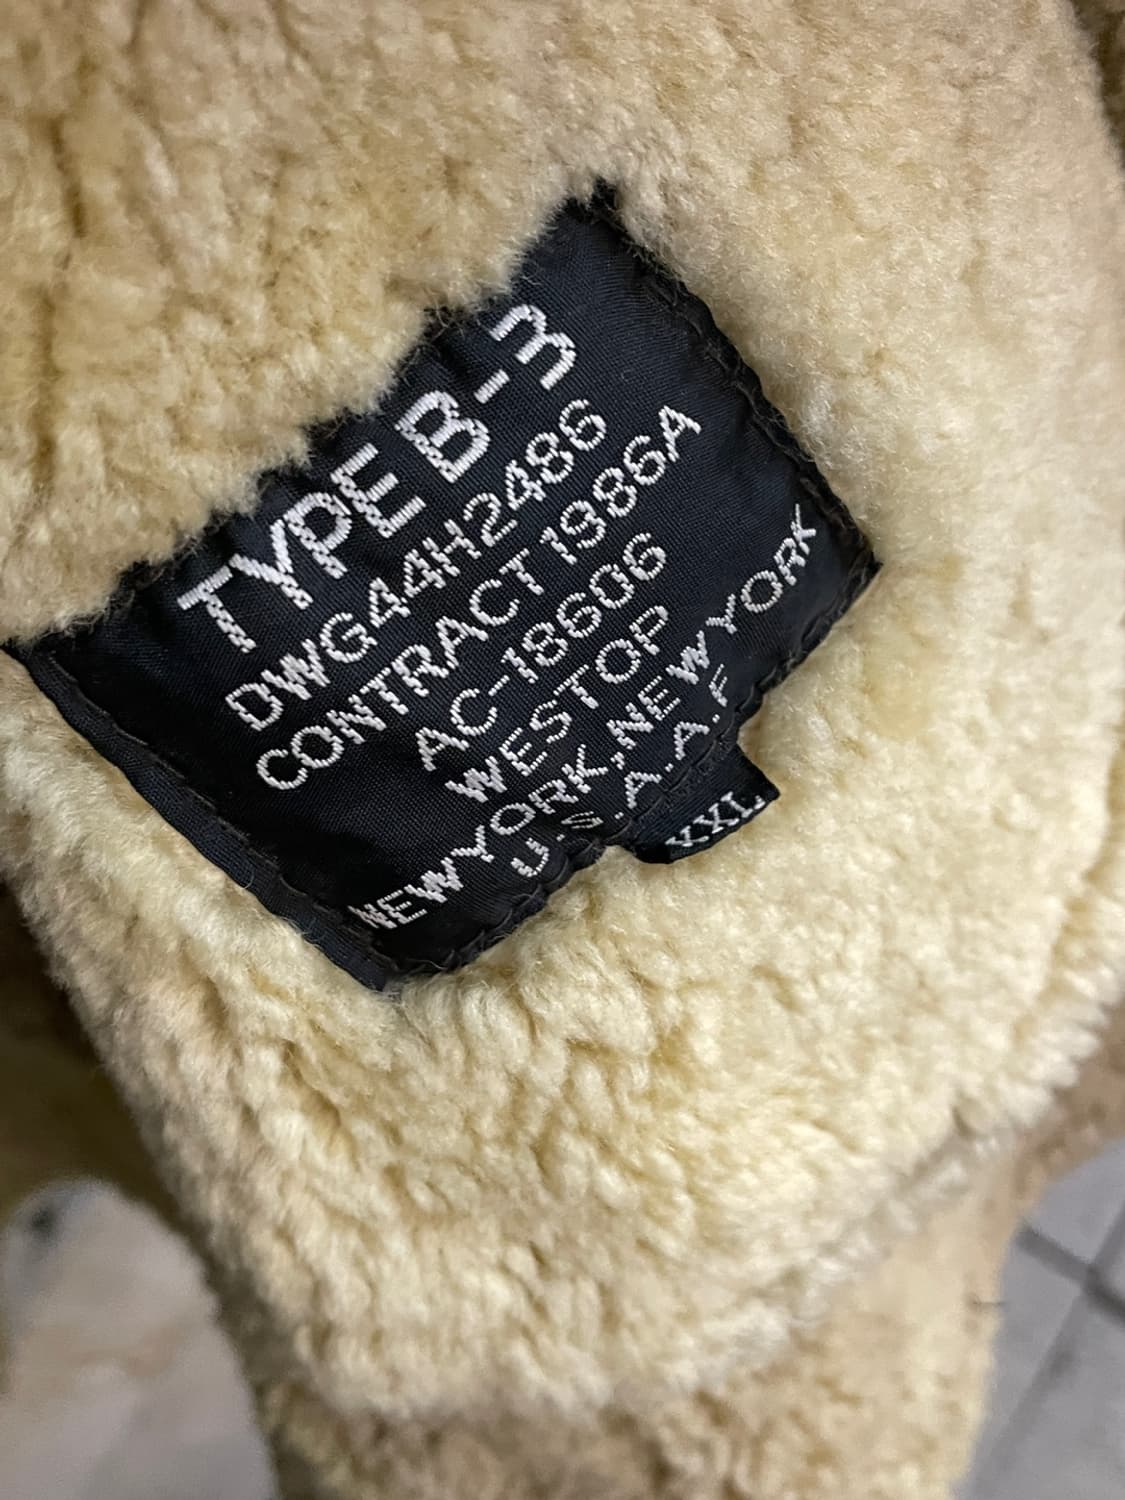 TYPE B-3
DWG44H2486
CONTRACT 1986A
AC-18606
WESTOP
NEWYORK,NEWYORK
U.S.A.A.F
XXL